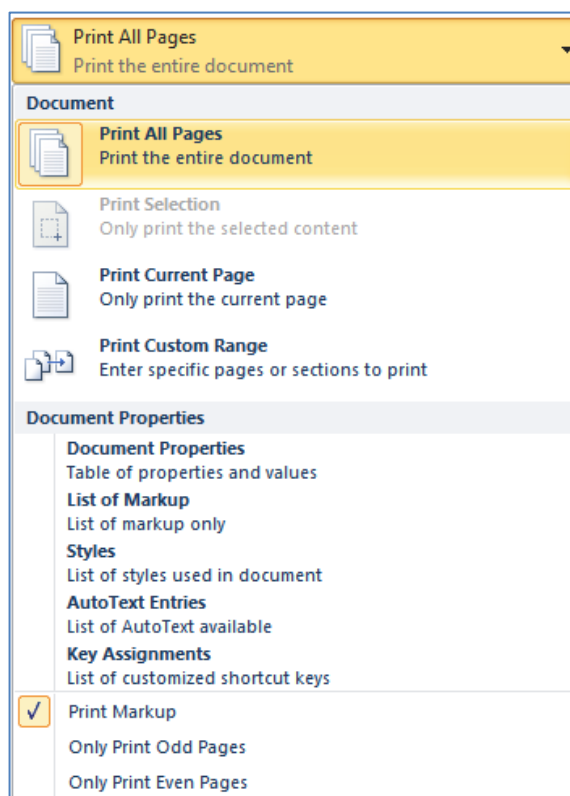 Print All Pages
Print the entire document
Document
Print All Pages
Print the entire document
Print Selection
Only print the selected content
Print Current Page
Only print the current page
Print Custom Range
Enter specific pages or sections to print
Document Properties
Document Properties
Table of properties and values
List of Markup
List of markup only
Styles
List of styles used in document
AutoText Entries
List of AutoText available
Key Assignments
List of customized shortcut keys
Print Markup
Only Print Odd Pages
Only Print Even Pages